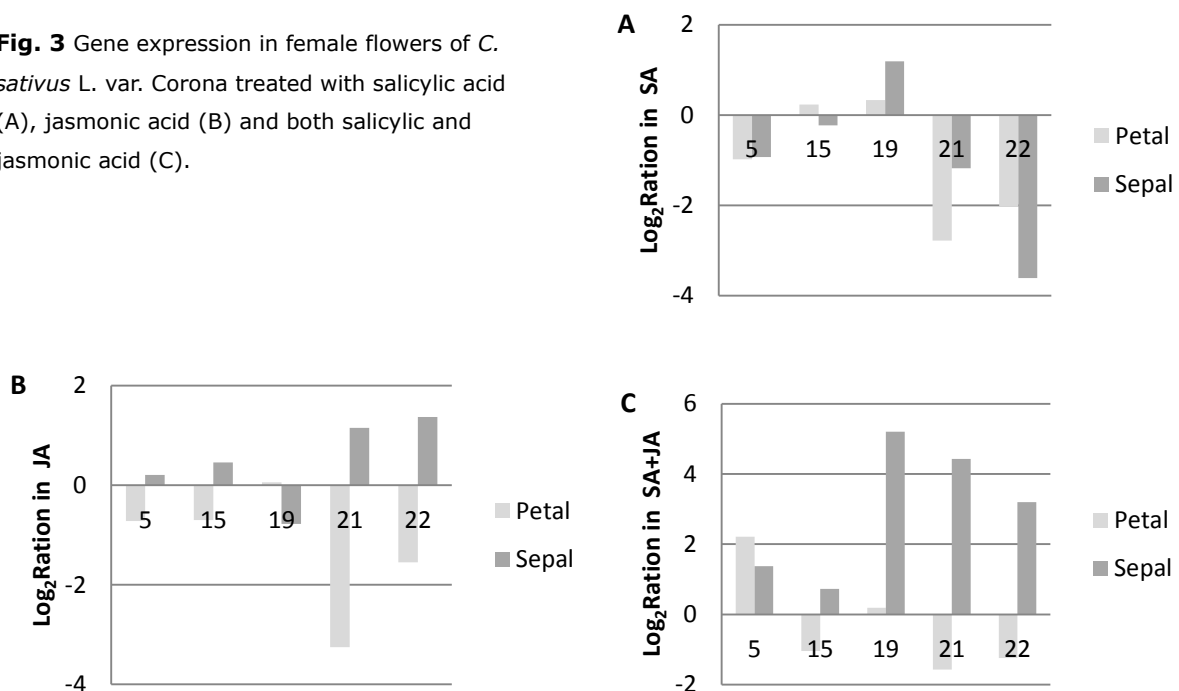 Fig. 3 Gene expression in female flowers of C.
sativus L. var. Corona treated with salicylic acid
(A), jasmonic acid (B) and both salicylic and
jasmonic acid (C).
A
Log₂Ration in SA
2
0
-2
-4
5 15 19 21 22
Petal
Sepal
B
Log₂Ration in JA
2
0
-2
-4
5 15 19 21 22
Petal
Sepal
C
Log₂Ration in SA+JA
6
4
2
0
-2
5 15 19 21 22
Petal
Sepal